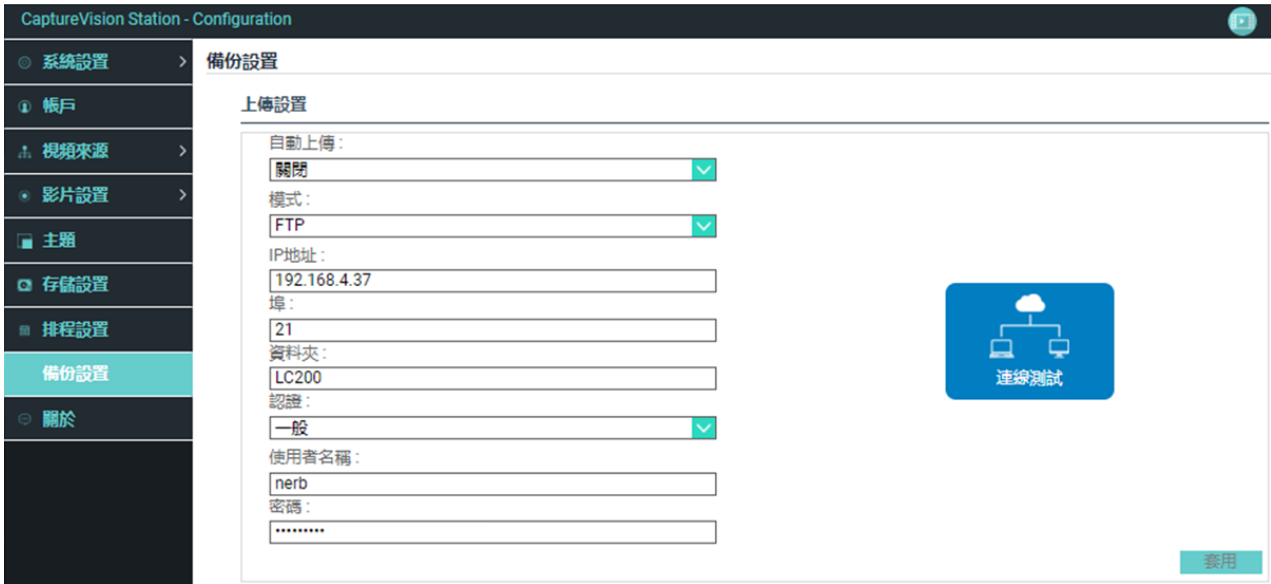 CaptureVision Station - Configuration
系統設置
帳戶
視頻來源
影片設置
主題
存儲設置
排程設置
備份設置
關於
備份設置
上傳設置
自動上傳 :
關閉
模式 :
FTP
IP地址 :
192.168.4.37
埠 :
21
資料夾 :
LC200
認證 :
一般
使用者名稱 :
nerb
密碼 :
•••••••••
連線測試
套用